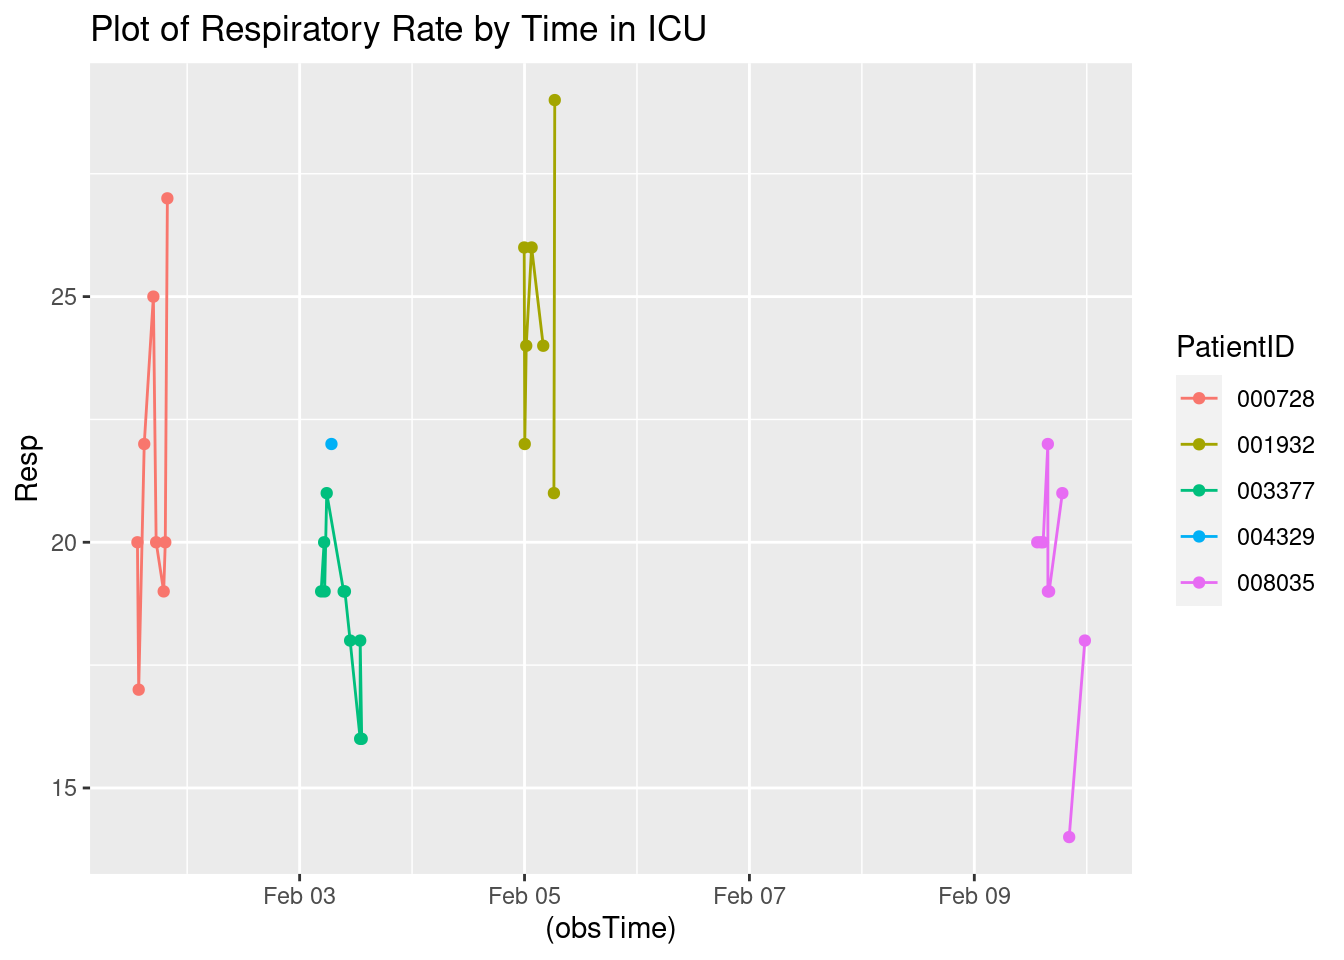 Plot of Respiratory Rate by Time in ICU
Resp
25
20
15
Feb 03
Feb 05
Feb 07
Feb 09
(obsTime)
PatientID
000728
001932
003377
004329
008035